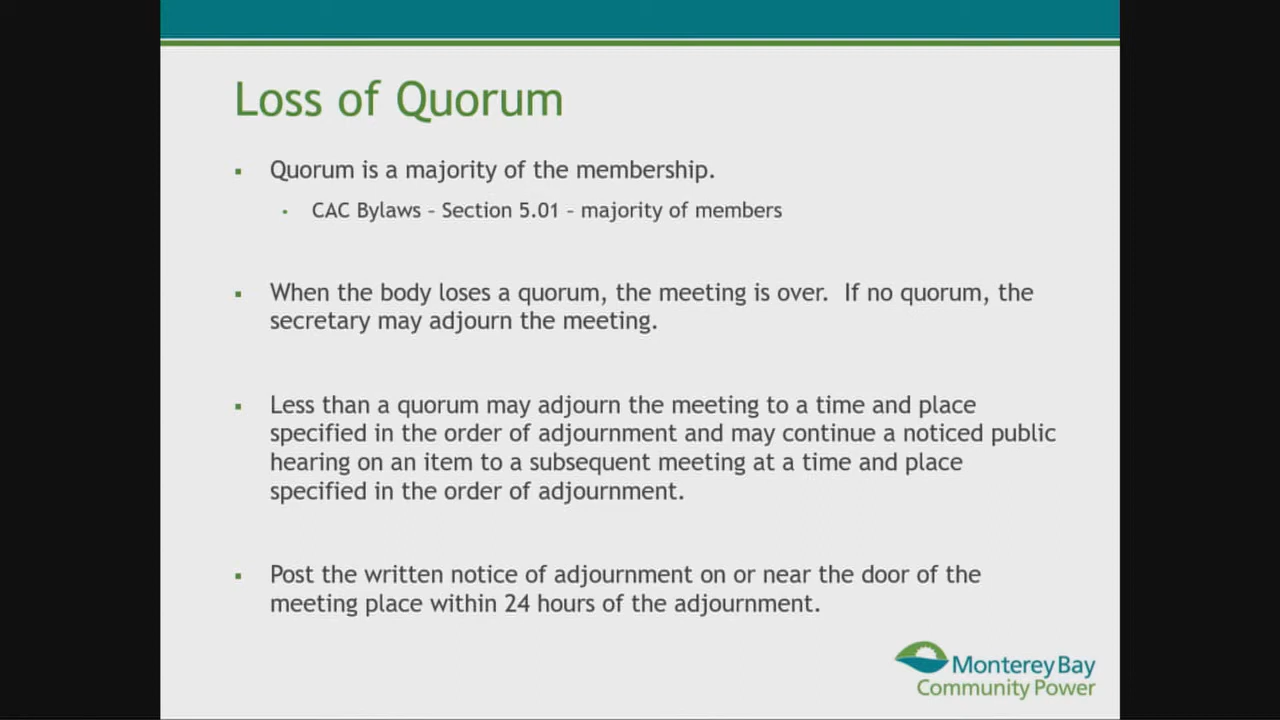 Loss of Quorum
▪ Quorum is a majority of the membership.
• CAC Bylaws – Section 5.01 – majority of members
▪ When the body loses a quorum, the meeting is over.  If no quorum, the
secretary may adjourn the meeting.
▪ Less than a quorum may adjourn the meeting to a time and place
specified in the order of adjournment and may continue a noticed public
hearing on an item to a subsequent meeting at a time and place
specified in the order of adjournment.
▪ Post the written notice of adjournment on or near the door of the
meeting place within 24 hours of the adjournment.
Monterey Bay
Community Power